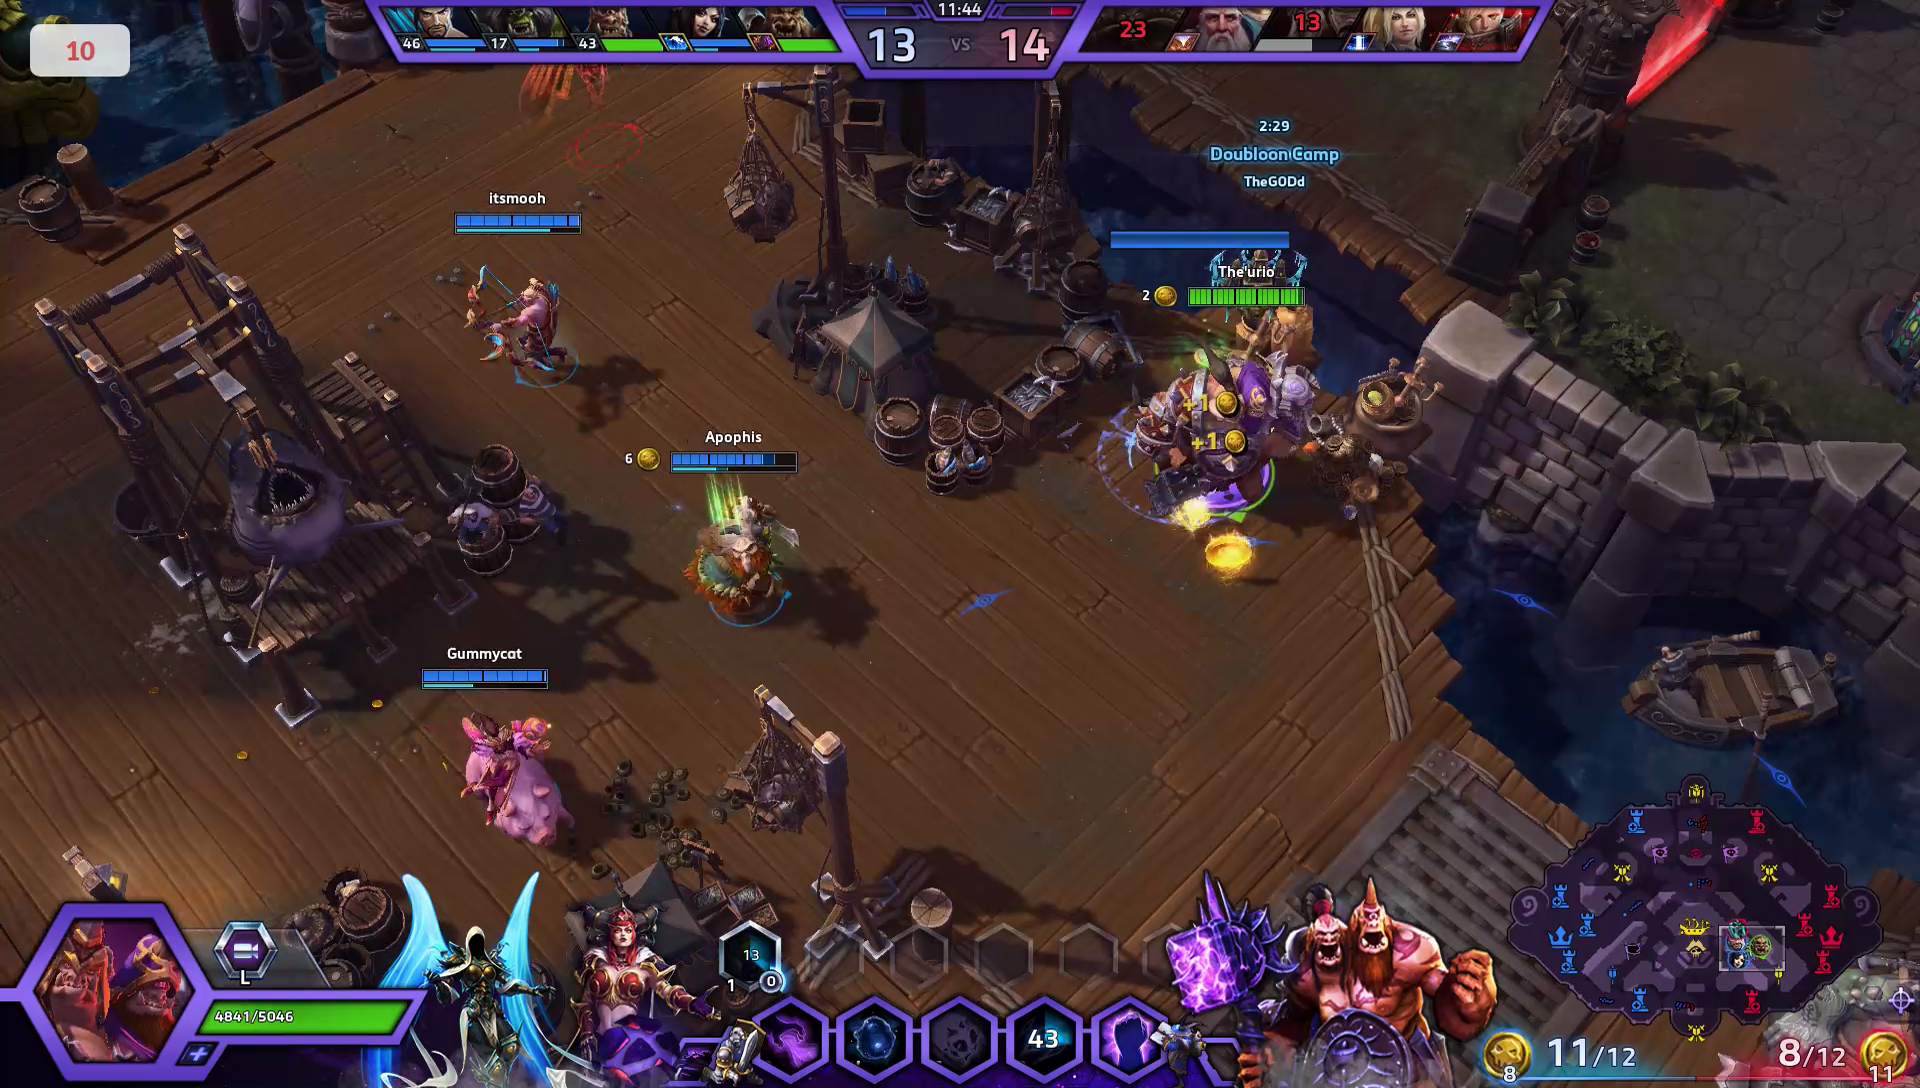 10
46
17
43
11:44
13 VS 14
23
13
2:29
Doubloon Camp
TheGODd
itsmooh
The'urio
2
+1
+1
Apophis
6
Gummycat
L
4841/5046
13
1
0
43
11/12
8
8/12
11